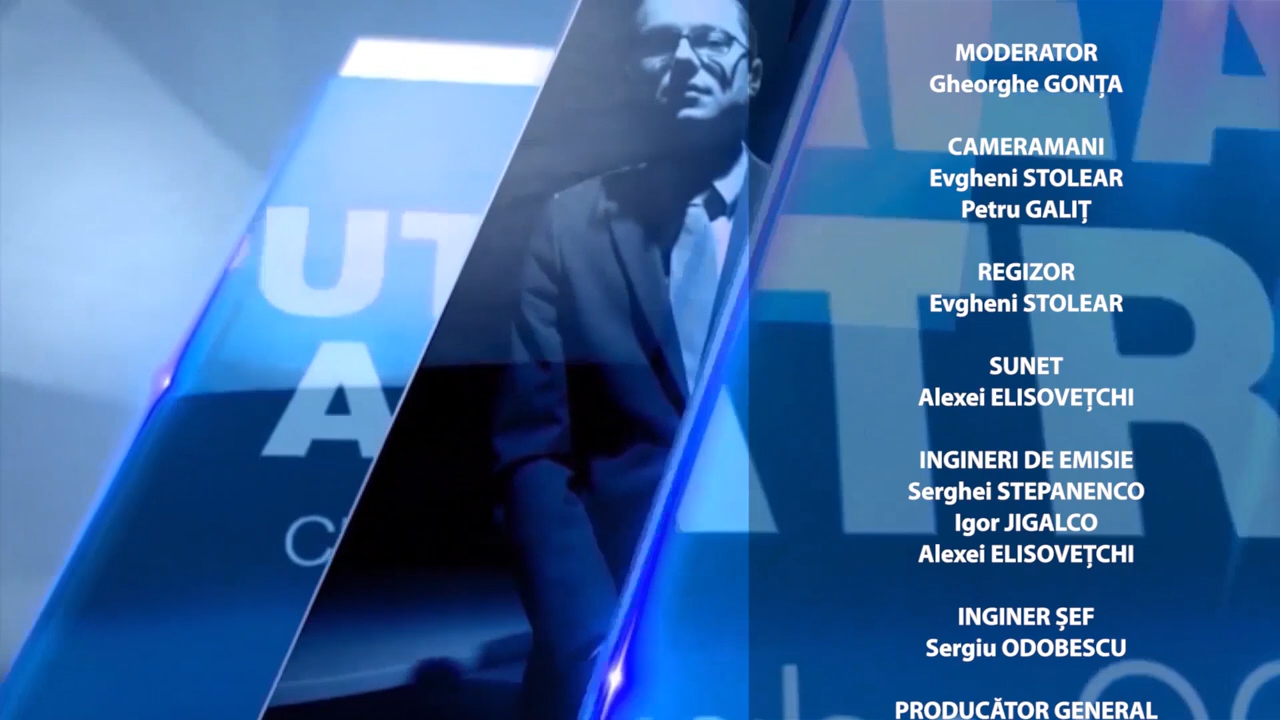 UT
A
MODERATOR
Gheorghe GONȚA
CAMERAMANI
Evgheni STOLEAR
Petru GALIȚ
REGIZOR
Evgheni STOLEAR
SUNET
Alexei ELISOVEȚCHI
INGINERI DE EMISIE
Serghei STEPANENCO
Igor JIGALCO
Alexei ELISOVEȚCHI
INGINER ȘEF
Sergiu ODOBESCU
PRODUCĂTOR GENERAL